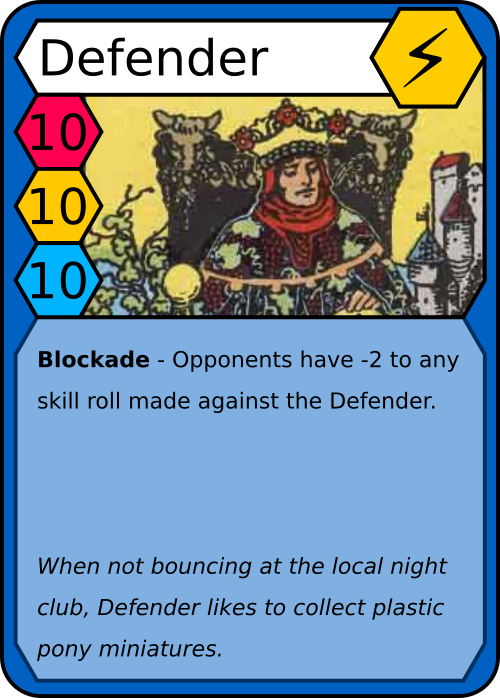 Defender
10
10
10
Blockade - Opponents have -2 to any
skill roll made against the Defender.
When not bouncing at the local night
club, Defender likes to collect plastic
pony miniatures.